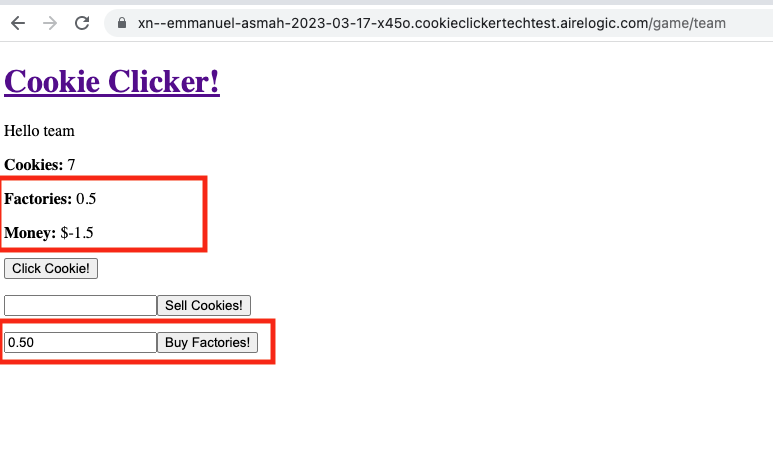 xn--emmanuel-asmah-2023-03-17-x45o.cookieclickertechtest.airelogic.com/game/team
Cookie Clicker!
Hello team
Cookies: 7
Factories: 0.5
Money: $-1.5
Click Cookie!
Sell Cookies!
0.50 Buy Factories!